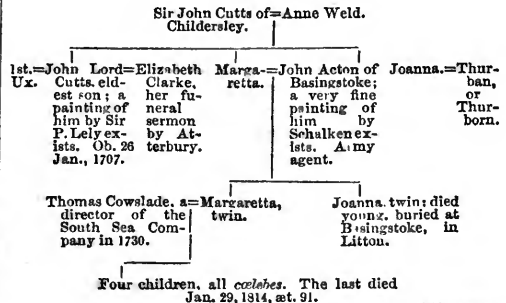 Sir John Cutts of=Anne Weld.
Childersley.
1st.=John Lord=Elizabeth
Ux.
Cutts. eld-
est son; a
painting of
him by Sir
P. Lely ex-
ists. Ob. 26
Jan., 1707.
Clarke,
her fu-
neral
sermon
by At-
terbury.
Marga-=John Acton of
retta.
Basingstoke;
a very fine
painting of
him by
Schalken ex-
ists. Army
agent.
Joanna.=Thur-
ban,
or
Thur-
born.
Thomas Cowslade, a=Margaretta,
director of the
South Sea Com-
pany in 1730.
twin.
Joanna. twin: died
young. buried at
Basingstoke, in
Litton.
Four children, all cœlebes. The last died
Jan. 29, 1814, æt. 91.